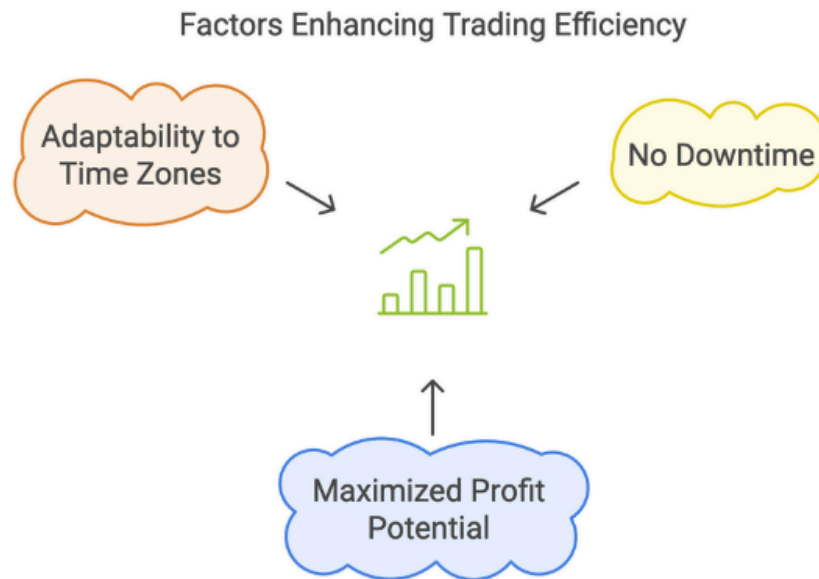 Factors Enhancing Trading Efficiency
Adaptability to
Time Zones
No Downtime
Maximized Profit
Potential